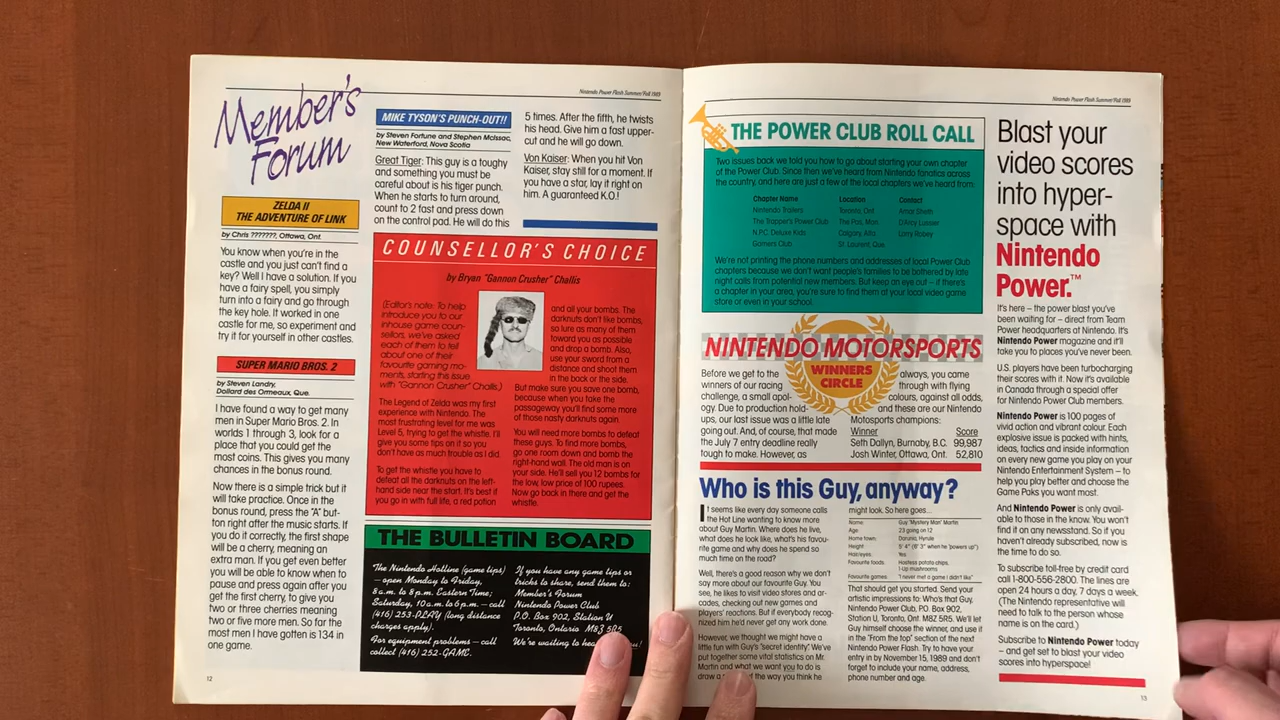 Nintendo Power Flash Summer/Fall 1989
Member's
Forum
ZELDA II
THE ADVENTURE OF LINK
by Chris ???????, Ottawa, Ont.
You know when you're in the
castle and you just can't find a
key? Well I have a solution. If you
have a fairy spell, you simply
turn into a fairy and go through
the key hole. It worked in one
castle for me, so experiment and
try it for yourself in other castles.
SUPER MARIO BROS. 2
by Steven Landry,
Dollard des Ormeaux, Que.
I have found a way to get many
men in Super Mario Bros. 2. In
worlds 1 through 3, look for a
place that you could get the
most coins. This gives you many
chances in the bonus round.
Now there is a simple trick but it
will take practice. Once in the
bonus round, press the "A" but-
ton right after the music starts. If
you do it correctly, the first shape
will be a cherry, meaning an
extra man. If you get even better
you will be able to know when to
pause and press again after you
get the first cherry, to give you
two or three cherries meaning
two or five more men. So far the
most men I have gotten is 134 in
one game.
12
MIKE TYSON'S PUNCH-OUT!!
by Steven Fortune and Stephen McIssac,
New Waterford, Nova Scotia
Great Tiger: This guy is a toughy
and something you must be
careful about is his tiger punch.
When he starts to turn around,
count to 2 fast and press down
on the control pad. He will do this
5 times. After the fifth, he twists
his head. Give him a fast upper-
cut and he will go down.
Von Kaiser: When you hit Von
Kaiser, stay still for a moment. If
you have a star, lay it right on
him. A guaranteed K.O.!
COUNSELLOR'S CHOICE
by Bryan "Gannon Crusher" Challis
(Editor's note: To help
introduce you to our
inhouse game coun-
sellors, we've asked
each of them to tell
about one of their
favourite gaming mo-
ments, starting this issue
with "Gannon Crusher" Challis.)
The Legend of Zelda was my first
experience with Nintendo. The
most frustrating level for me was
Level 5, trying to get the whistle. I'll
give you some tips on it so you
don't have as much trouble as I did.
To get the whistle you have to
defeat all the darknuts on the left-
hand side near the start. It's best if
you go in with full life, a red potion
and all your bombs. The
darknuts don't like bombs,
so lure as many of them
toward you as possible
and drop a bomb. Also,
use your sword from a
distance and shoot them
in the back or the side.
But make sure you save one bomb,
because when you take the
passageway you'll find some more
of those nasty darknuts again.
You will need more bombs to defeat
these guys. To find more bombs,
go one room down and bomb the
right-hand wall. The old man is on
your side. He'll sell you 12 bombs for
the low, low price of 100 rupees.
Now go back in there and get the
whistle.
THE BULLETIN BOARD
The Nintendo Hotline (game tips)
– open Monday to Friday,
8 a.m. to 8 p.m. Eastern Time;
Saturday, 10 a.m. to 6 p.m. – call
(416) 253-PLAY (long distance
charges apply).
For equipment problems – call
collect (416) 252-GAME.
If you have any game tips or
tricks to share, send them to:
Member's Forum
Nintendo Power Club
P.O. Box 902, Station U
Toronto, Ontario M8Z 5R5
We're waiting to hea you!
Nintendo Power Flash Summer/Fall 1989
THE POWER CLUB ROLL CALL
Two issues back we told you how to go about starting your own chapter
of the Power Club. Since then we've heard from Nintendo fanatics across
the country, and here are just a few of the local chapters we've heard from:
Chapter Name Location Contact
Nintendo Trailers Toronto, Ont Amar Sheth
The Trapper's Power Club The Pas, Man D'Arcy Lussier
N.P.C. Deluxe Kids Calgary, Alta Larry Robey
Gamers Club St. Laurent, Que.
We're not printing the phone numbers and addresses of local Power Club
chapters because we don't want people's families to be bothered by late
night calls from potential new members. But keep an eye out – if there's
a chapter in your area, you're sure to find them at your local video game
store or even in your school.
NINTENDO MOTORSPORTS
WINNERS
CIRCLE
Before we get to the
winners of our racing
challenge, a small apol-
ogy. Due to production hold-
ups, our last issue was a little late
going out. And, of course, that made
the July 7 entry deadline really
tough to make. However, as
always, you came
through with flying
colours, against all odds,
and these are our Nintendo
Motorsports champions:
Winner Score
Seth Dallyn, Burnaby, B.C. 99,987
Josh Winter, Ottawa, Ont. 52,810
Who is this Guy, anyway?
It seems like every day someone calls
the Hot Line wanting to know more
about Guy Martin. Where does he live,
what does he look like, what's his favou-
rite game and why does he spend so
much time on the road?
Well, there's a good reason why we don't
say more about our favourite Guy. You
see, he likes to visit video stores and ar-
cades, checking out new games and
players' reactions. But if everybody recog-
nized him he'd never get any work done.
However, we thought we might have a
little fun with Guy's "secret identity". We've
put together some vital statistics on Mr.
Martin and what we want you to do is
draw a of the way you think he
might look. So here goes...
Name: Guy "Mystery Man" Martin
Age: 23 going on 12
Home town: Darunia, Hyrule
Height: 5' 4" (6' 3" when he "powers up")
Hair/eyes: Yes
Favourite foods: Hostess potato chips,
1-Up mushrooms
Favourite games: "I never met a game I didn't like"
That should get you started. Send your
artistic impressions to: Who's that Guy,
Nintendo Power Club, P.O. Box 902,
Station U, Toronto, Ont. M8Z 5R5. We'll let
Guy himself choose the winner, and use it
in the "From the top" section of the next
Nintendo Power Flash. Try to have your
entry in by November 15, 1989 and don't
forget to include your name, address,
phone number and age.
Blast your
video scores
into hyper-
space with
Nintendo
Power.™
It's here – the power blast you've
been waiting for – direct from Team
Power headquarters at Nintendo. It's
Nintendo Power magazine and it'll
take you to places you've never been.
U.S. players have been turbocharging
their scores with it. Now it's available
in Canada through a special offer
for Nintendo Power Club members.
Nintendo Power is 100 pages of
vivid action and vibrant colour. Each
explosive issue is packed with hints,
ideas, tactics and inside information
on every new game you play on your
Nintendo Entertainment System – to
help you play better and choose the
Game Paks you want most.
And Nintendo Power is only avail-
able to those in the know. You won't
find it on any newsstand. So if you
haven't already subscribed, now is
the time to do so.
To subscribe toll-free by credit card
call 1-800-556-2800. The lines are
open 24 hours a day, 7 days a week.
(The Nintendo representative will
need to talk to the person whose
name is on the card.)
Subscribe to Nintendo Power today
– and get set to blast your video
scores into hyperspace!
13